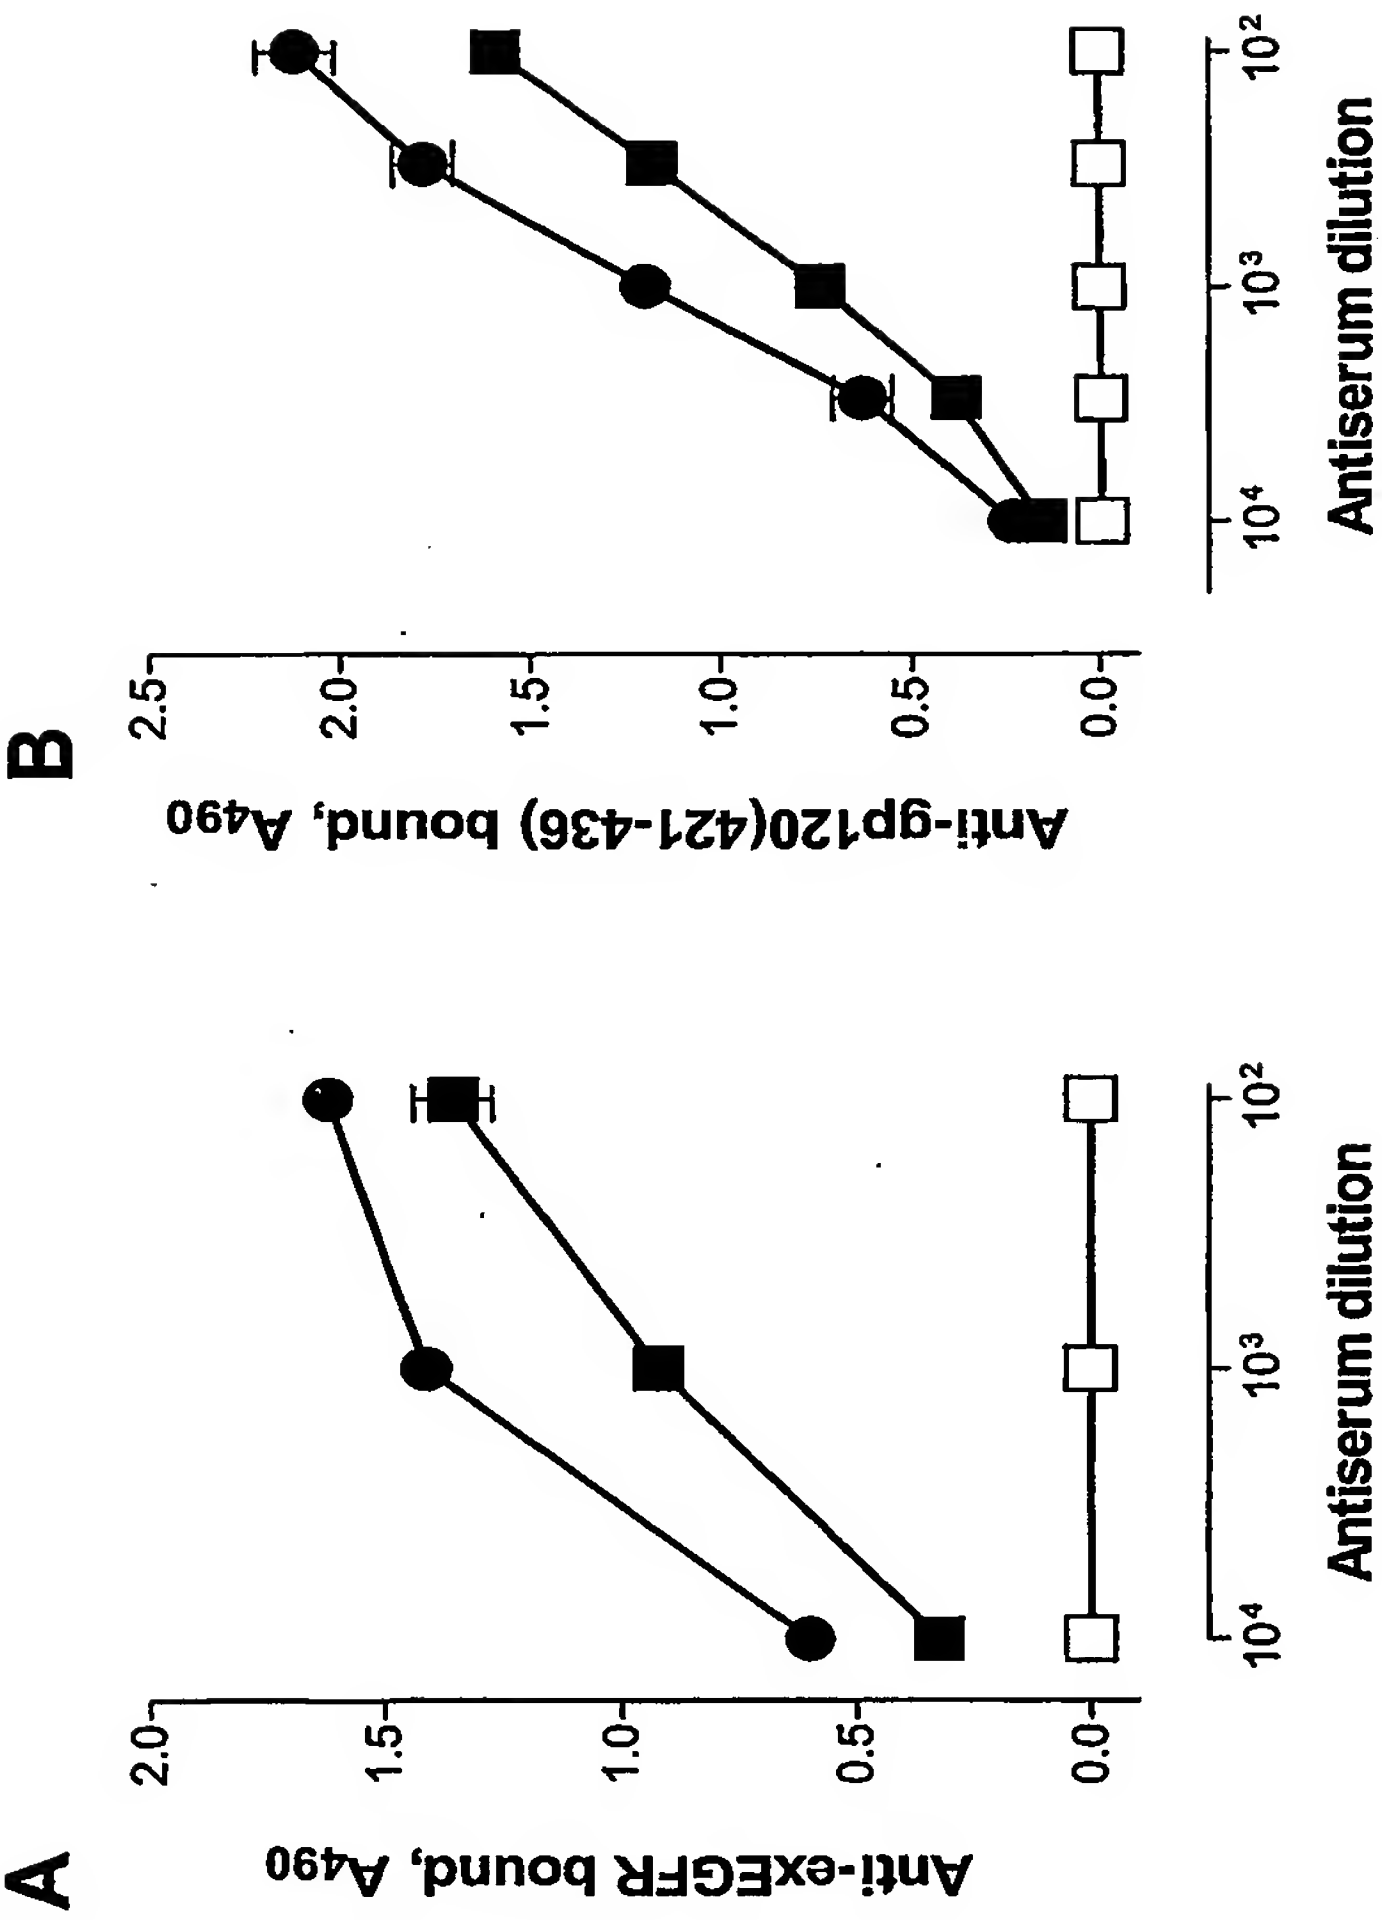 A
Anti-exEGFR bound, A490
2.0
1.5
1.0
0.5
0.0
10⁴ 10³ 10²
Antiserum dilution
B
Anti-gp120(421-436) bound, A490
2.5
2.0
1.5
1.0
0.5
0.0
10⁴ 10³ 10²
Antiserum dilution